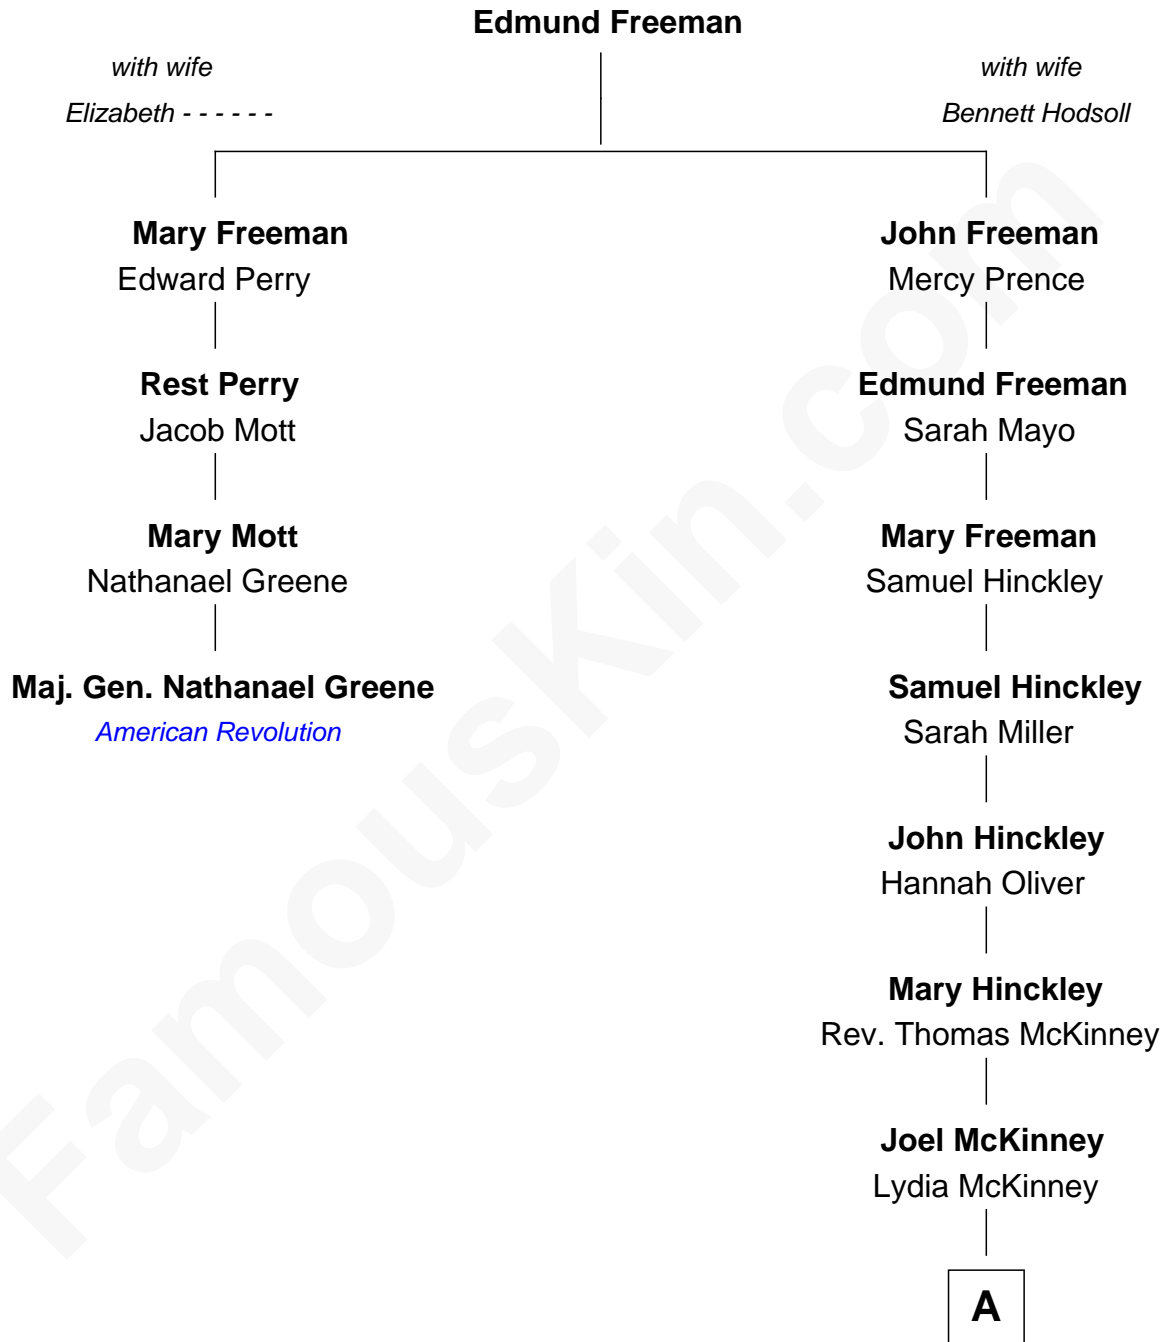 Edmund Freeman
with wife
Elizabeth - - - - - -
with wife
Bennett Hodsoll
Mary Freeman
Edward Perry
John Freeman
Mercy Prence
Rest Perry
Jacob Mott
Edmund Freeman
Sarah Mayo
Mary Mott
Nathanael Greene
Mary Freeman
Samuel Hinckley
Maj. Gen. Nathanael Greene
American Revolution
Samuel Hinckley
Sarah Miller
John Hinckley
Hannah Oliver
Mary Hinckley
Rev. Thomas McKinney
Joel McKinney
Lydia McKinney
A
FamousKin.com